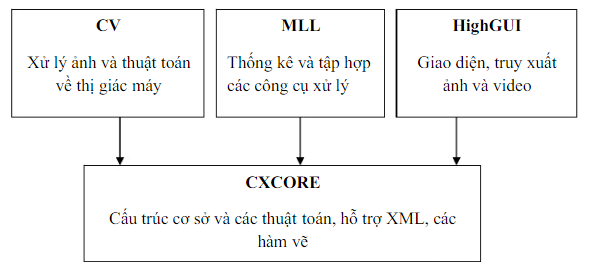 CV
Xử lý ảnh và thuật toán
về thị giác máy
MLL
Thống kê và tập hợp
các công cụ xử lý
HighGUI
Giao diện, truy xuất
ảnh và video
CXCORE
Cấu trúc cơ sở và các thuật toán, hỗ trợ XML, các
hàm vẽ